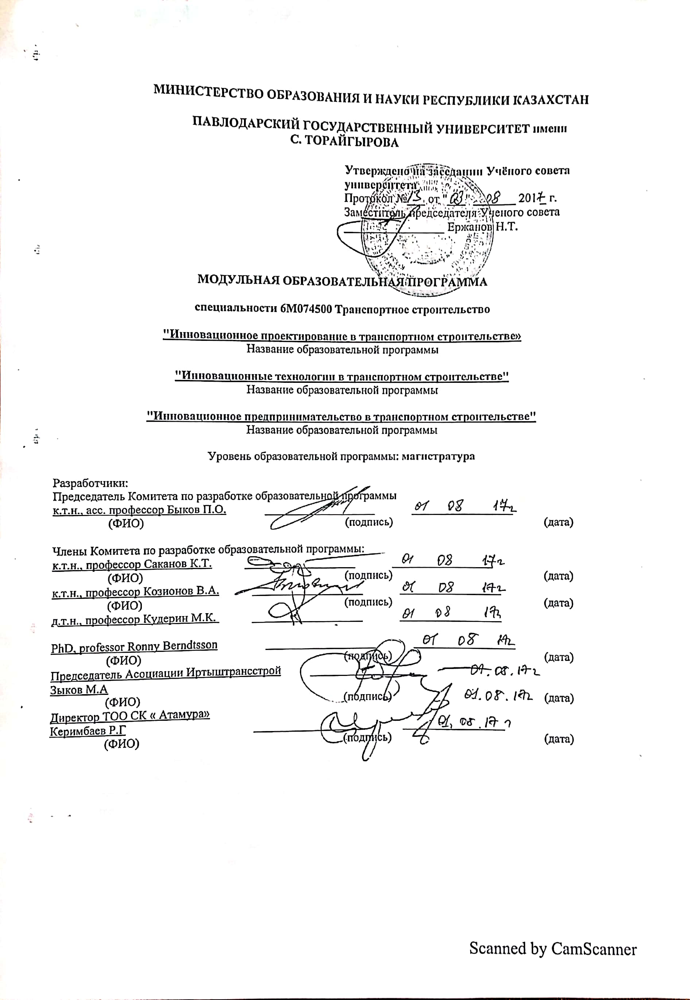 МИНИСТЕРСТВО ОБРАЗОВАНИЯ И НАУКИ РЕСПУБЛИКИ КАЗАХСТАН
ПАВЛОДАРСКИЙ ГОСУДАРСТВЕННЫЙ УНИВЕРСИТЕТ имени
С. ТОРАЙГЫРОВА
Утверждено на заседании Учёного совета
университета
Протокол № 13 от "03" 08 2017 г.
Заместитель председателя Ученого совета
Ержанов Н.Т.
МОДУЛЬНАЯ ОБРАЗОВАТЕЛЬНАЯ ПРОГРАММА
специальности 6М074500 Транспортное строительство
"Инновационное проектирование в транспортном строительстве»
Название образовательной программы
"Инновационные технологии в транспортном строительстве"
Название образовательной программы
"Инновационное предпринимательство в транспортном строительстве"
Название образовательной программы
Уровень образовательной программы: магистратура
Разработчики:
Председатель Комитета по разработке образовательной программы
к.т.н., асс. профессор Быков П.О. 01 08 17г
(ФИО) (подпись) (дата)
Члены Комитета по разработке образовательной программы:
к.т.н., профессор Саканов К.Т. 01 08 17г
(ФИО) (подпись) (дата)
к.т.н., профессор Козионов В.А. 01 08 17г
(ФИО) (подпись) (дата)
д.т.н., профессор Кудерин М.К. 01 08 17г
PhD, professor Ronny Berndtsson 01 08 17г
(ФИО) (подпись) (дата)
Председатель Асоциации Иртыштрансстрой 01.08.17г
Зыков М.А 01.08.17г
(ФИО) (подпись) (дата)
Директор ТОО СК « Атамура»
Керимбаев Р.Г 01.08.17г
(ФИО) (подпись) (дата)
Scanned by CamScanner